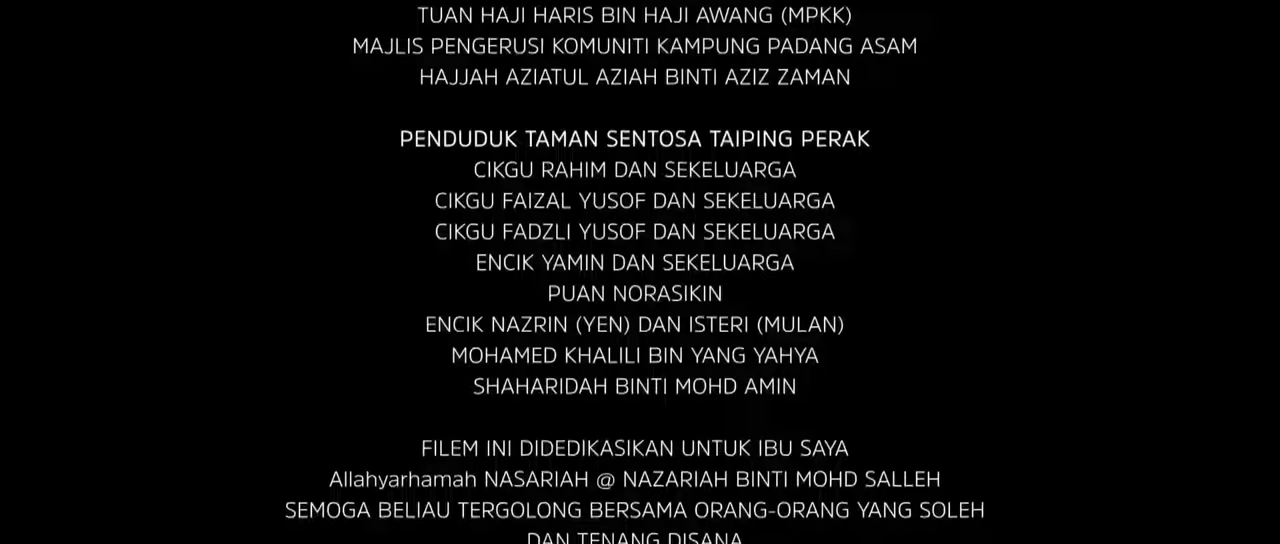 TUAN HAJI HARIS BIN HAJI AWANG (MPKK)
MAJLIS PENGERUSI KOMUNITI KAMPUNG PADANG ASAM
HAJJAH AZIATUL AZIAH BINTI AZIZ ZAMAN
PENDUDUK TAMAN SENTOSA TAIPING PERAK
CIKGU RAHIM DAN SEKELUARGA
CIKGU FAIZAL YUSOF DAN SEKELUARGA
CIKGU FADZLI YUSOF DAN SEKELUARGA
ENCIK YAMIN DAN SEKELUARGA
PUAN NORASIKIN
ENCIK NAZRIN (YEN) DAN ISTERI (MULAN)
MOHAMED KHALILI BIN YANG YAHYA
SHAHARIDAH BINTI MOHD AMIN
FILEM INI DIDEDIKASIKAN UNTUK IBU SAYA
Allahyarhamah NASARIAH @ NAZARIAH BINTI MOHD SALLEH
SEMOGA BELIAU TERGOLONG BERSAMA ORANG-ORANG YANG SOLEH
DAN TENANG DISANA